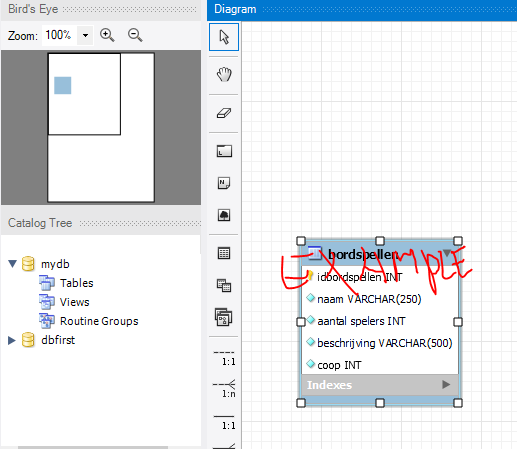 Bird's Eye
Zoom: 100%
Catalog Tree
mydb
Tables
Views
Routine Groups
dbfirst
Diagram
1:1
1:n
1:1
EXAMPLE
bordspellen
idbordspellen INT
naam VARCHAR(250)
aantal spelers INT
beschrijving VARCHAR(500)
coop INT
Indexes